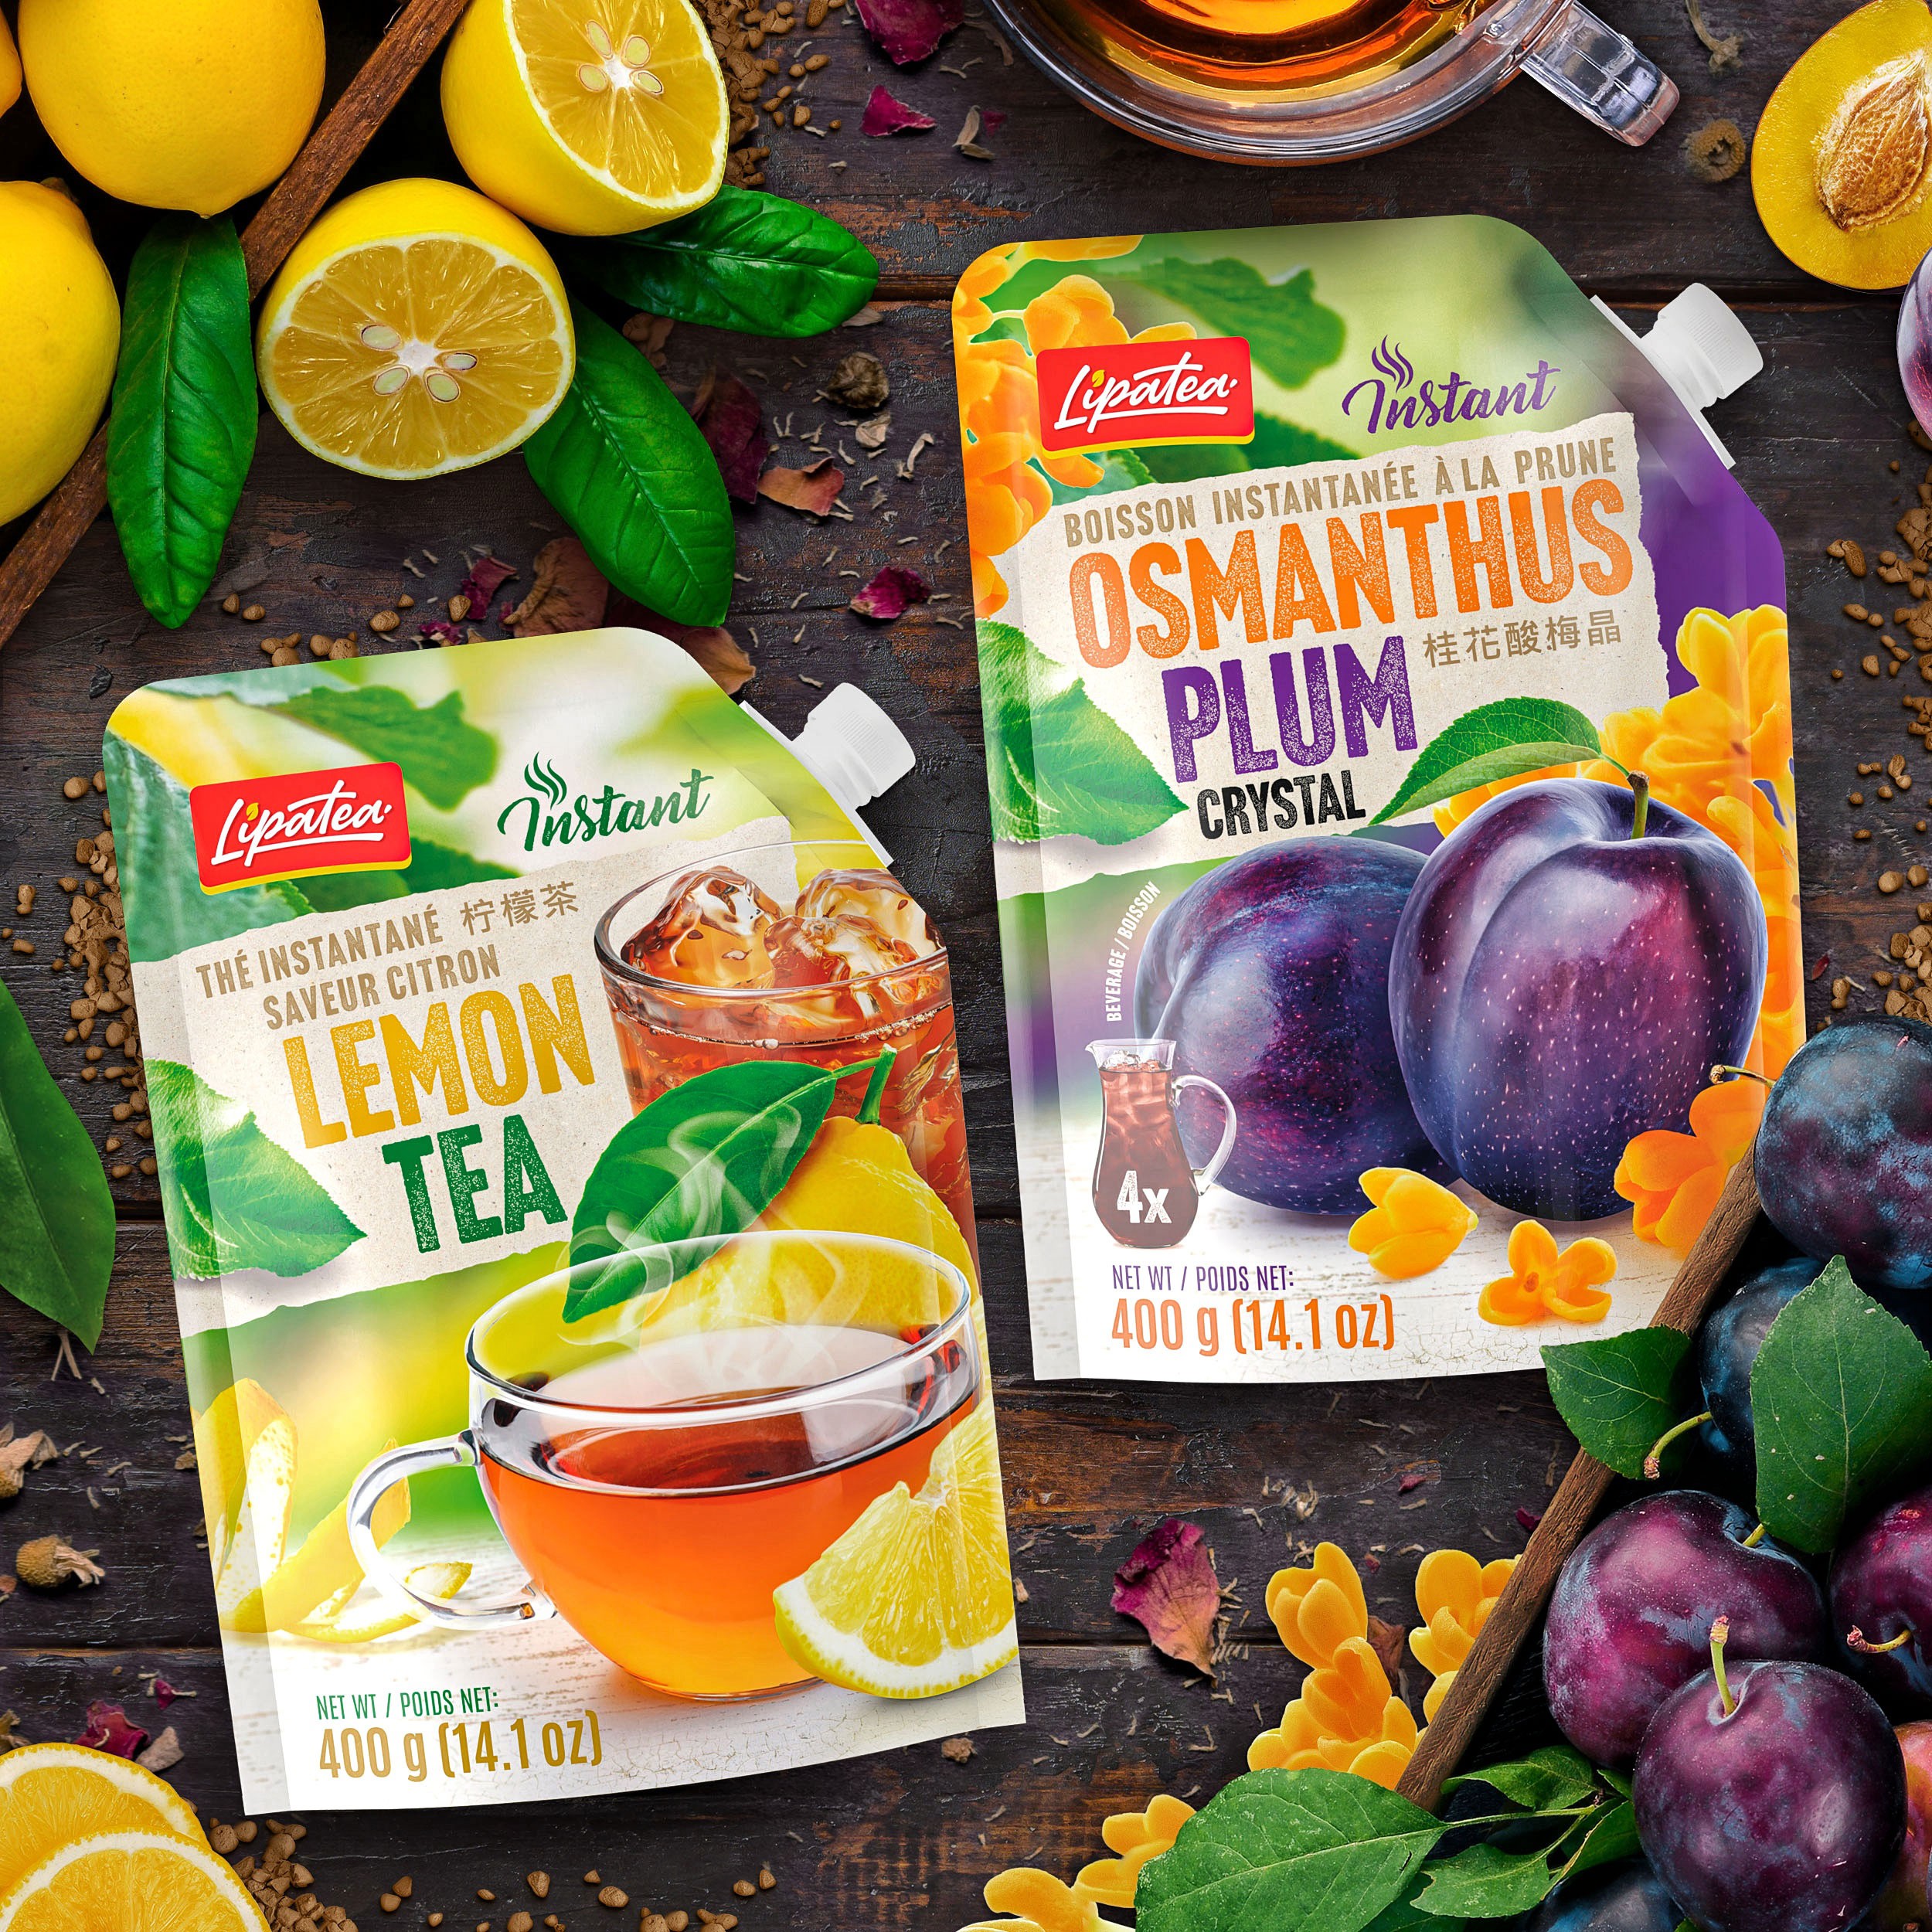 Lipatea
Instant
THÉ INSTANTANÉ 柠檬茶
SAVEUR CITRON
LEMON
TEA
NET WT / POIDS NET:
400 g (14.1 oz)
Lipatea
Instant
BOISSON INSTANTANÉE À LA PRUNE
OSMANTHUS
PLUM 桂花酸梅晶
CRYSTAL
BEVERAGE / BOISSON
4x
NET WT / POIDS NET:
400 g (14.1 oz)